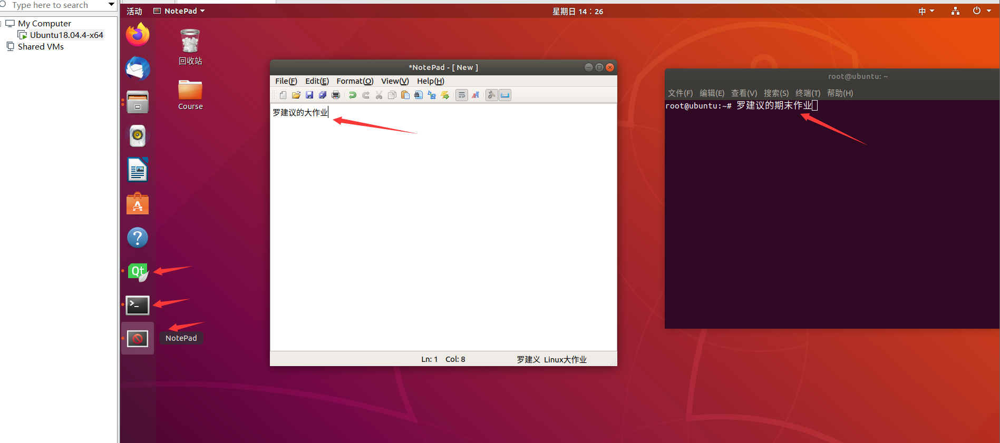 Type here to search
My Computer
Ubuntu18.04.4-x64
Shared VMs
活动 NotePad 星期日 14：26 中
回收站
Course
Qt
NotePad
*NotePad - [ New ]
File(F) Edit(E) Format(O) View(V) Help(H)
罗建议的大作业
Ln: 1 Col: 8 罗建义 Linux大作业
root@ubuntu: ~
文件(F) 编辑(E) 查看(V) 搜索(S) 终端(T) 帮助(H)
root@ubuntu:~# 罗建议的期末作业